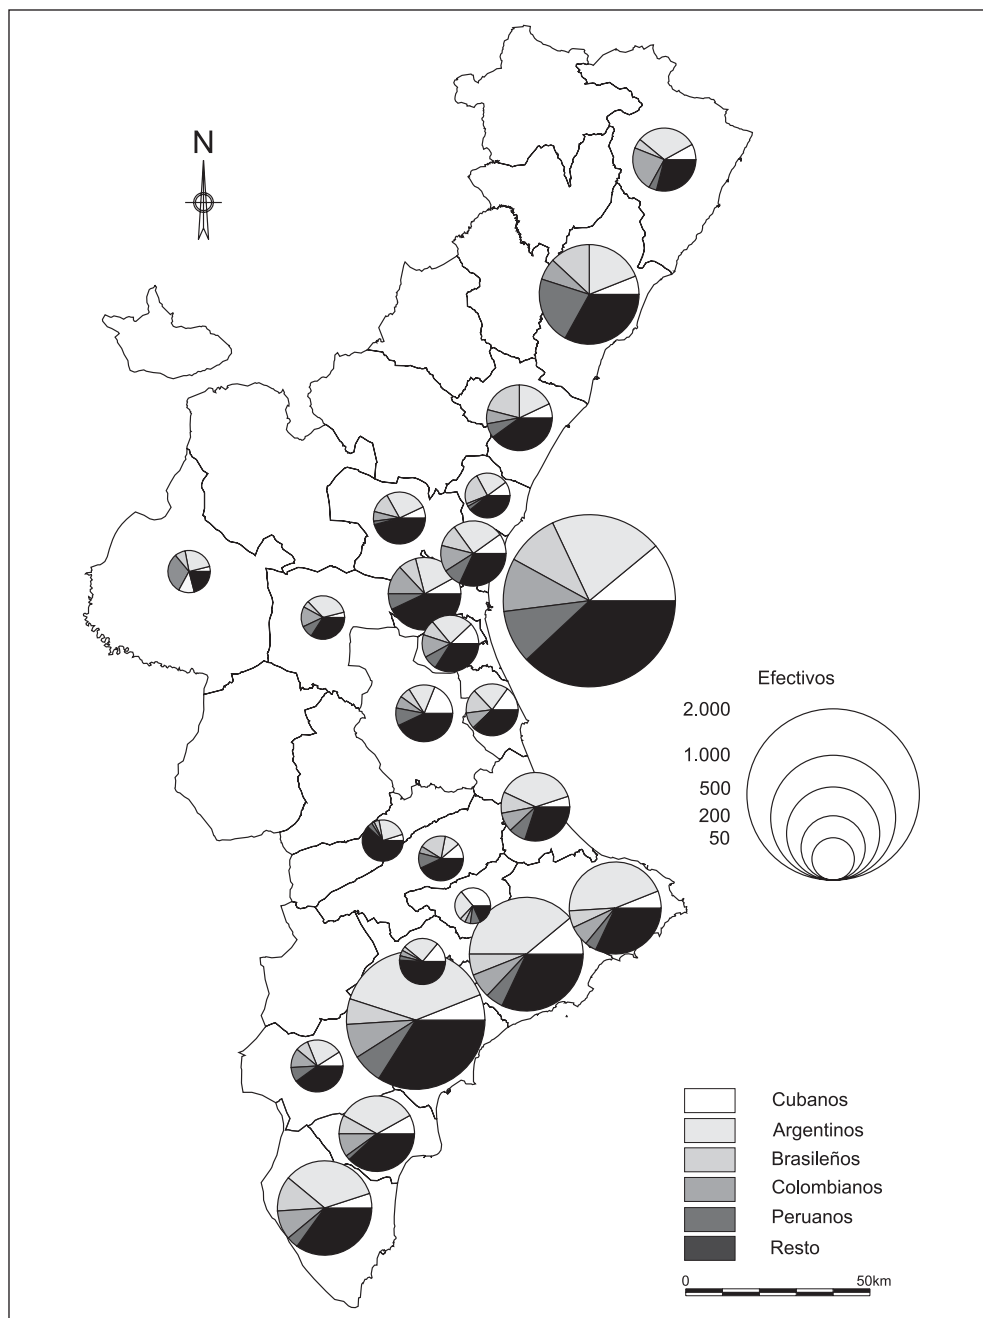 N
Efectivos
2.000
1.000
500
200
50
Cubanos
Argentinos
Brasileños
Colombianos
Peruanos
Resto
0 50km